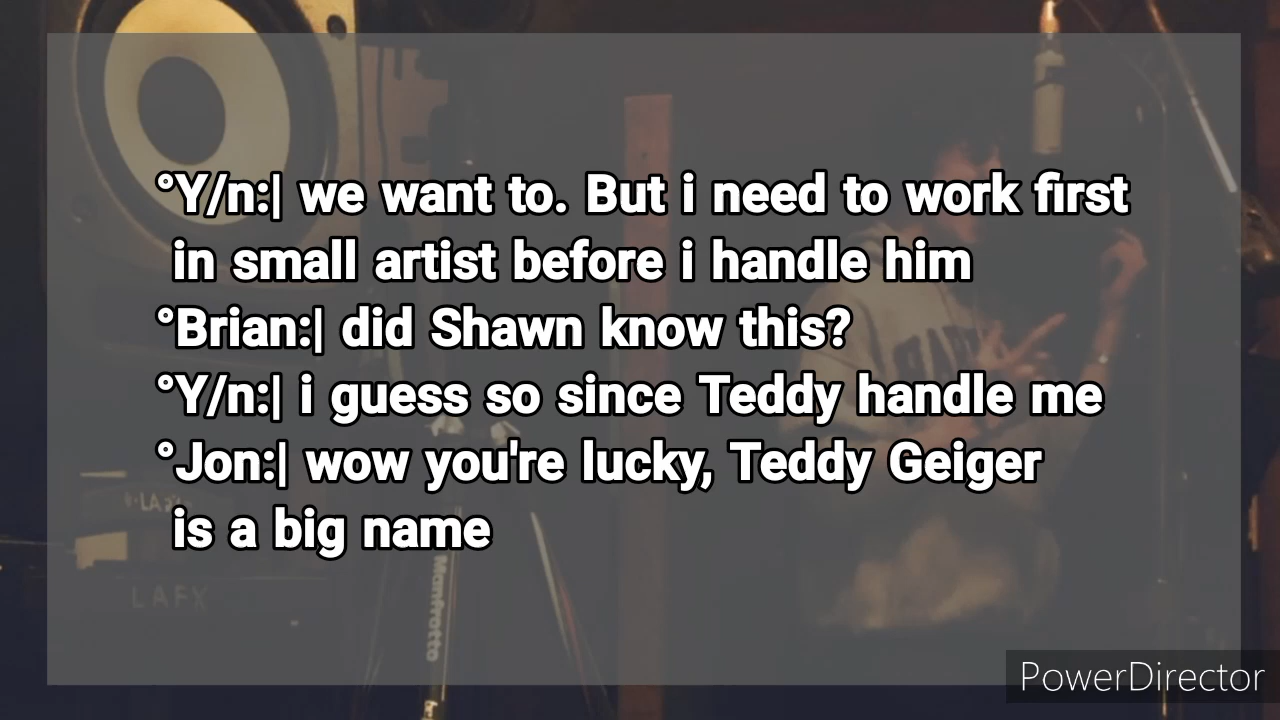 °Y/n:| we want to. But i need to work first
in small artist before i handle him
°Brian:| did Shawn know this?
°Y/n:| i guess so since Teddy handle me
°Jon:| wow you're lucky, Teddy Geiger
is a big name
Manfrotto
PowerDirector